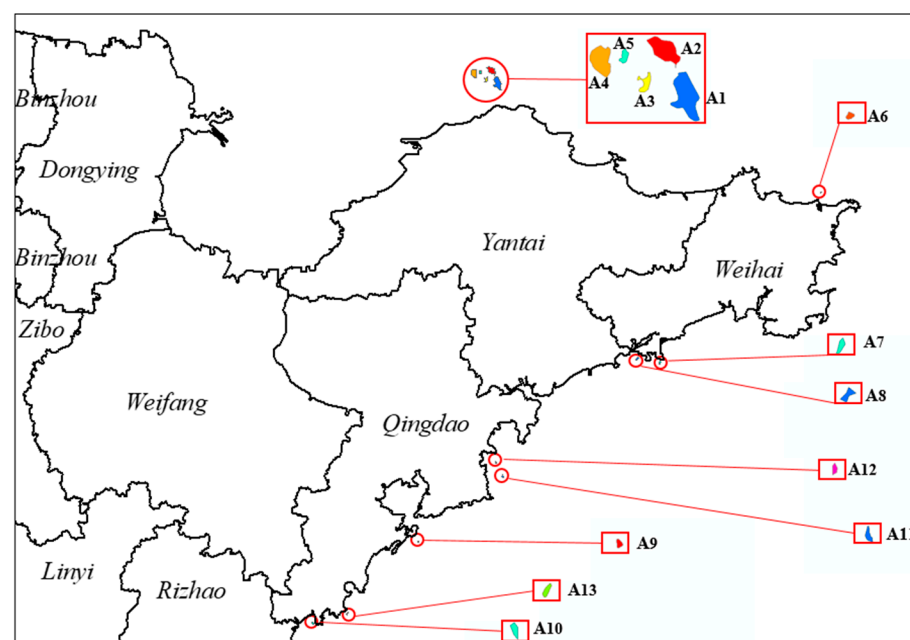 A5
A2
A4
A3
A1
A6
Binzhou
Dongying
Yantai
Binzhou
Weihai
Zibo
A7
A8
Weifang
Qingdao
A12
A11
A9
Linyi
Rizhao
A13
A10